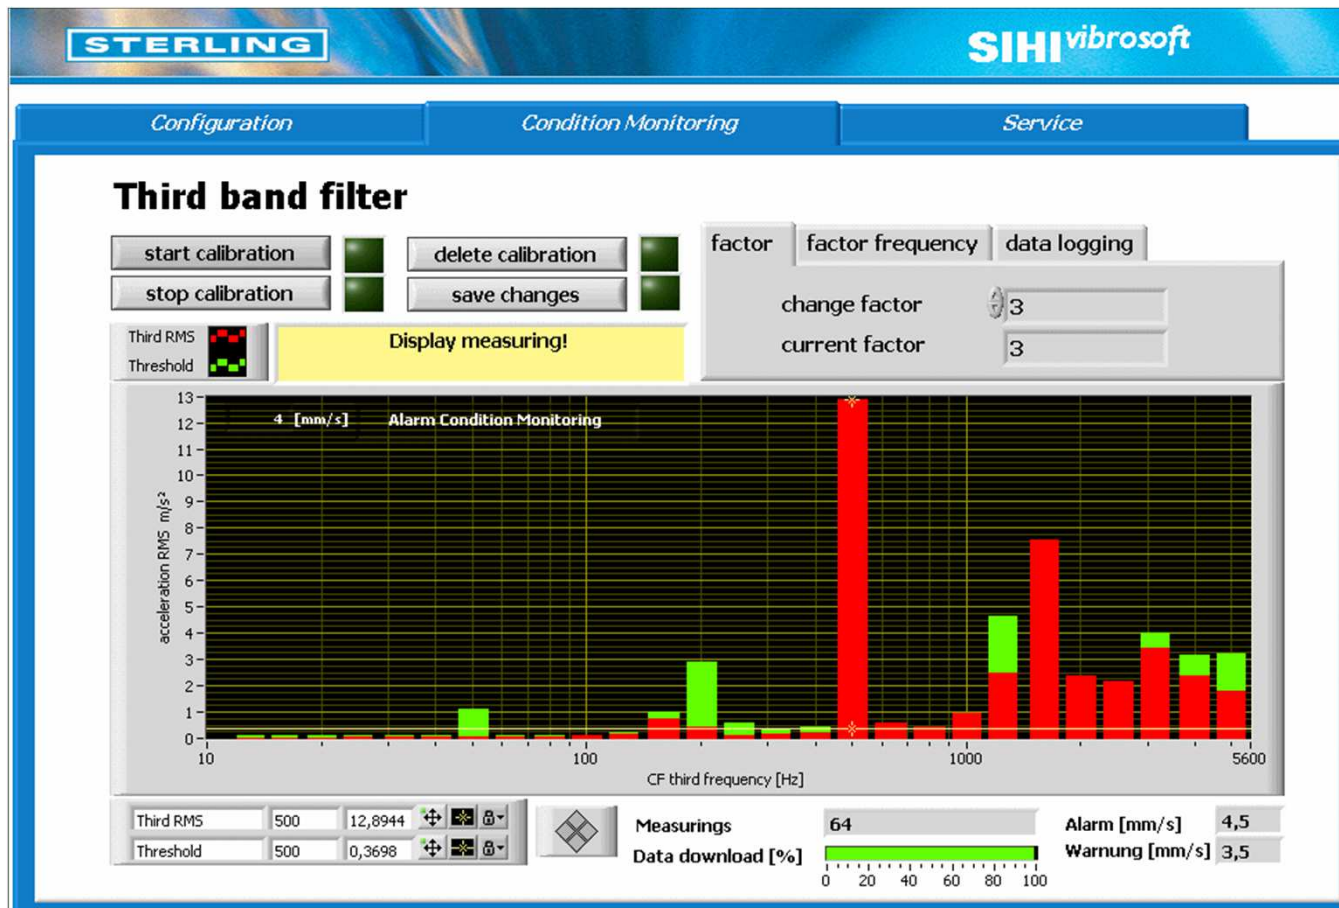 STERLING
SIHI vibrosoft
Configuration
Condition Monitoring
Service
Third band filter
start calibration
delete calibration
stop calibration
save changes
factor
factor frequency
data logging
change factor
3
current factor
3
Third RMS
Threshold
Display measuring!
4 [mm/s] Alarm Condition Monitoring
13
12
11
10
9
8
7
6
5
4
3
2
1
0
acceleration RMS m/s²
10
100
1000
5600
CF third frequency [Hz]
Third RMS 500 12,8944
Threshold 500 0,3698
Measurings 64
Data download [%]
0 20 40 60 80 100
Alarm [mm/s] 4,5
Warnung [mm/s] 3,5